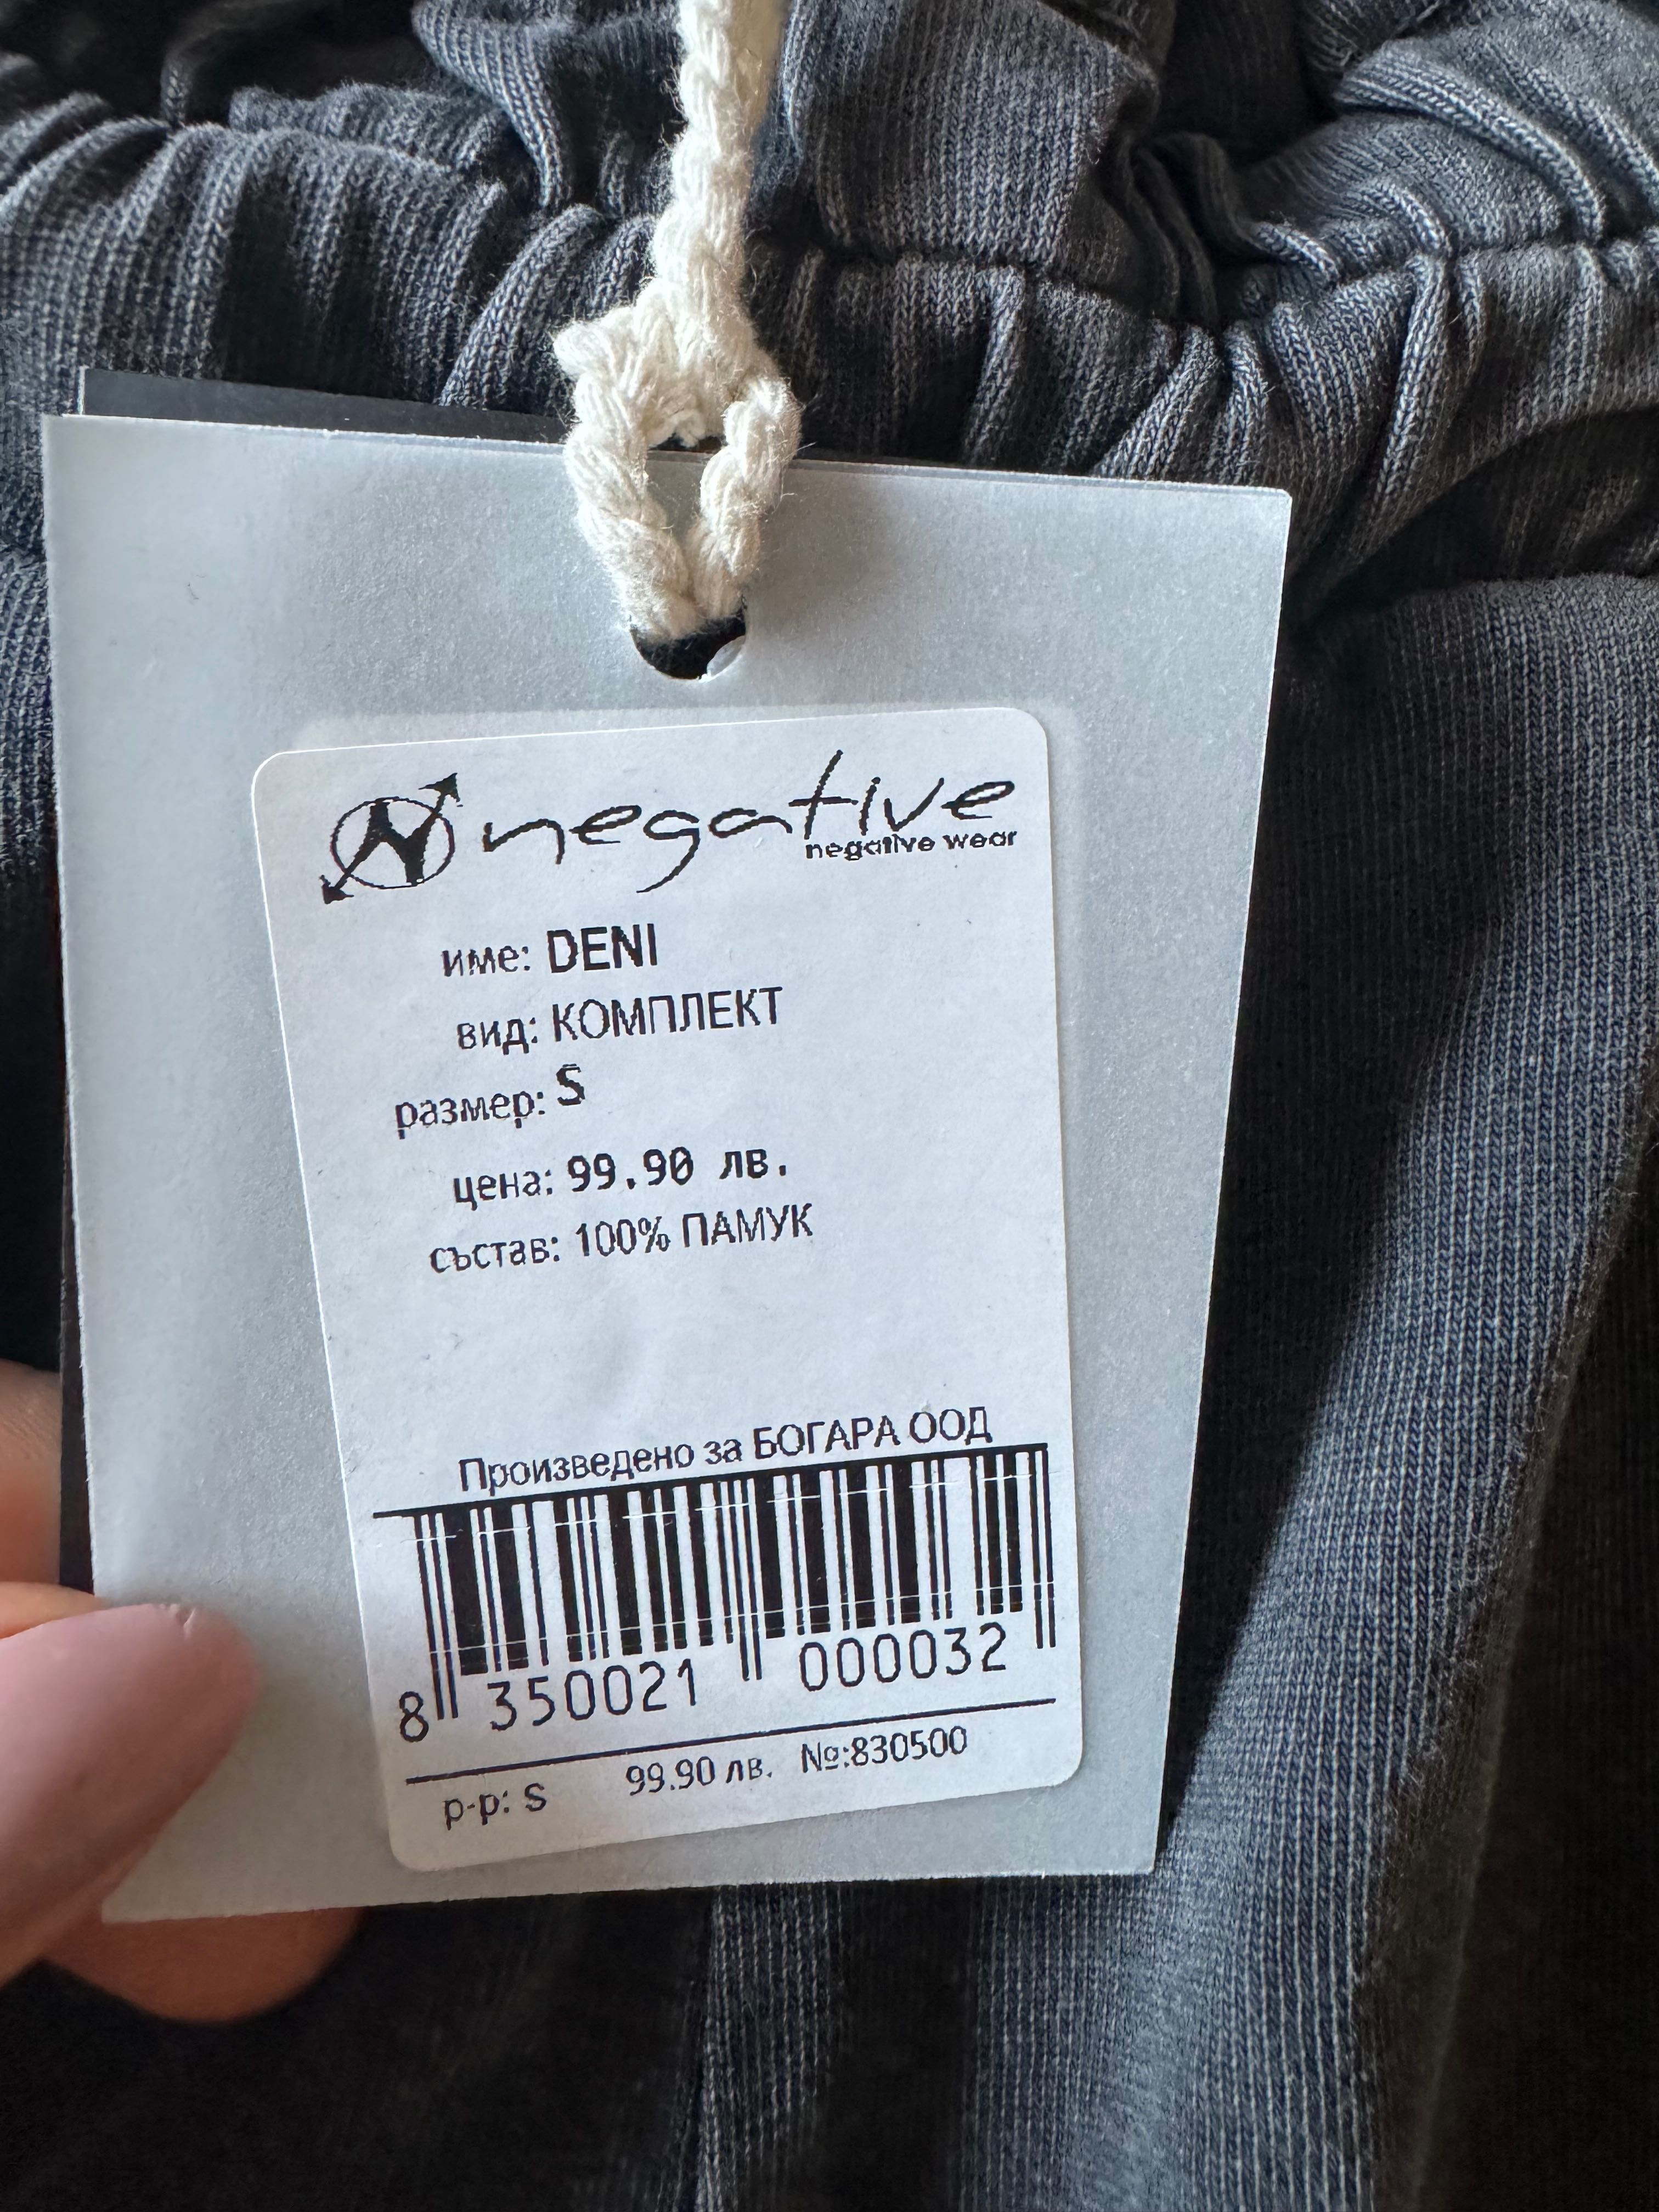 negative
negative wear
име: DENI
вид: КОМПЛЕКТ
размер: S
цена: 99.90 лв.
състав: 100% ПАМУК
Произведено за БОГАРА ООД
8 350021 000032
р-р: S 99.90 лв. №:830500